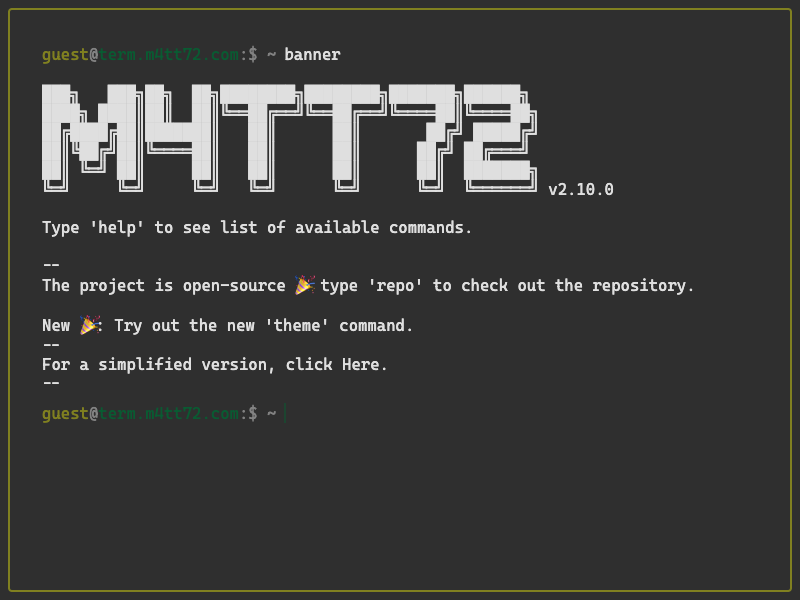 guest@term.m4tt72.com:$ ~ banner
M4TT72 v2.10.0
Type 'help' to see list of available commands.
--
The project is open-source 🎉 type 'repo' to check out the repository.
New 🎉: Try out the new 'theme' command.
--
For a simplified version, click Here.
--
guest@term.m4tt72.com:$ ~